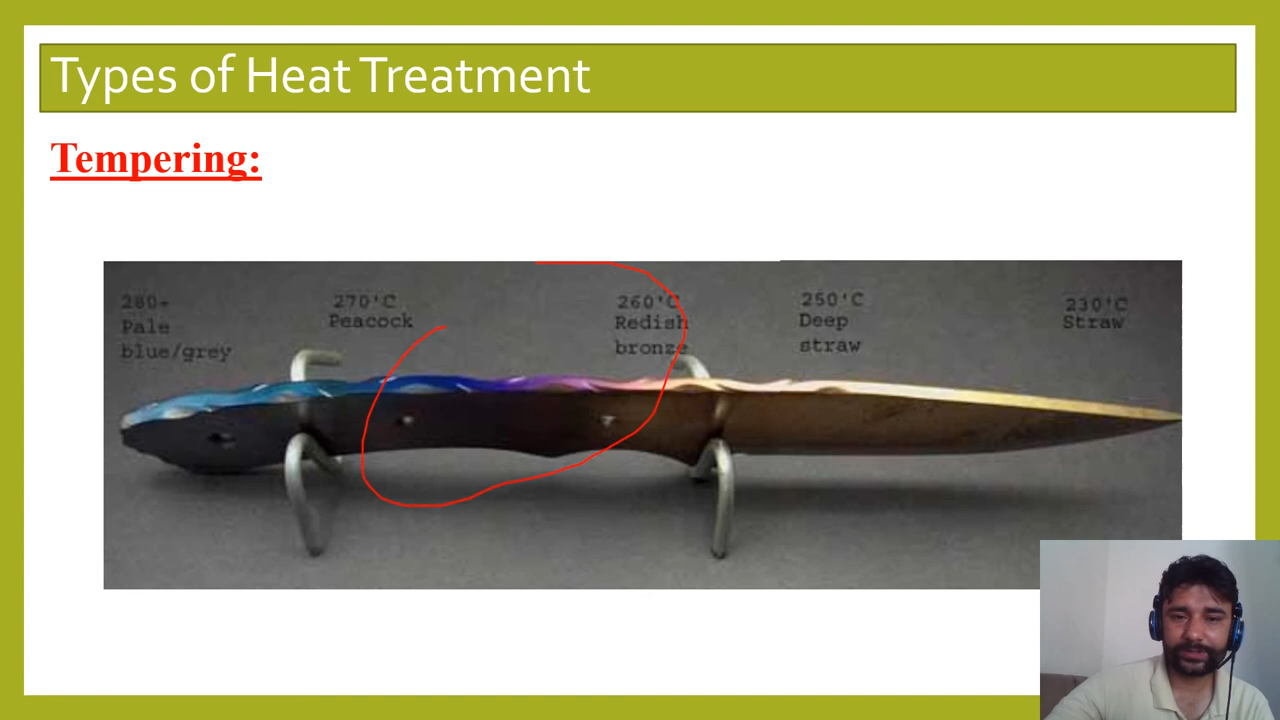 Types of Heat Treatment
Tempering:
280+
Pale
blue/grey
270'C
Peacock
260'C
Redish
bronze
250'C
Deep
straw
230'C
Straw